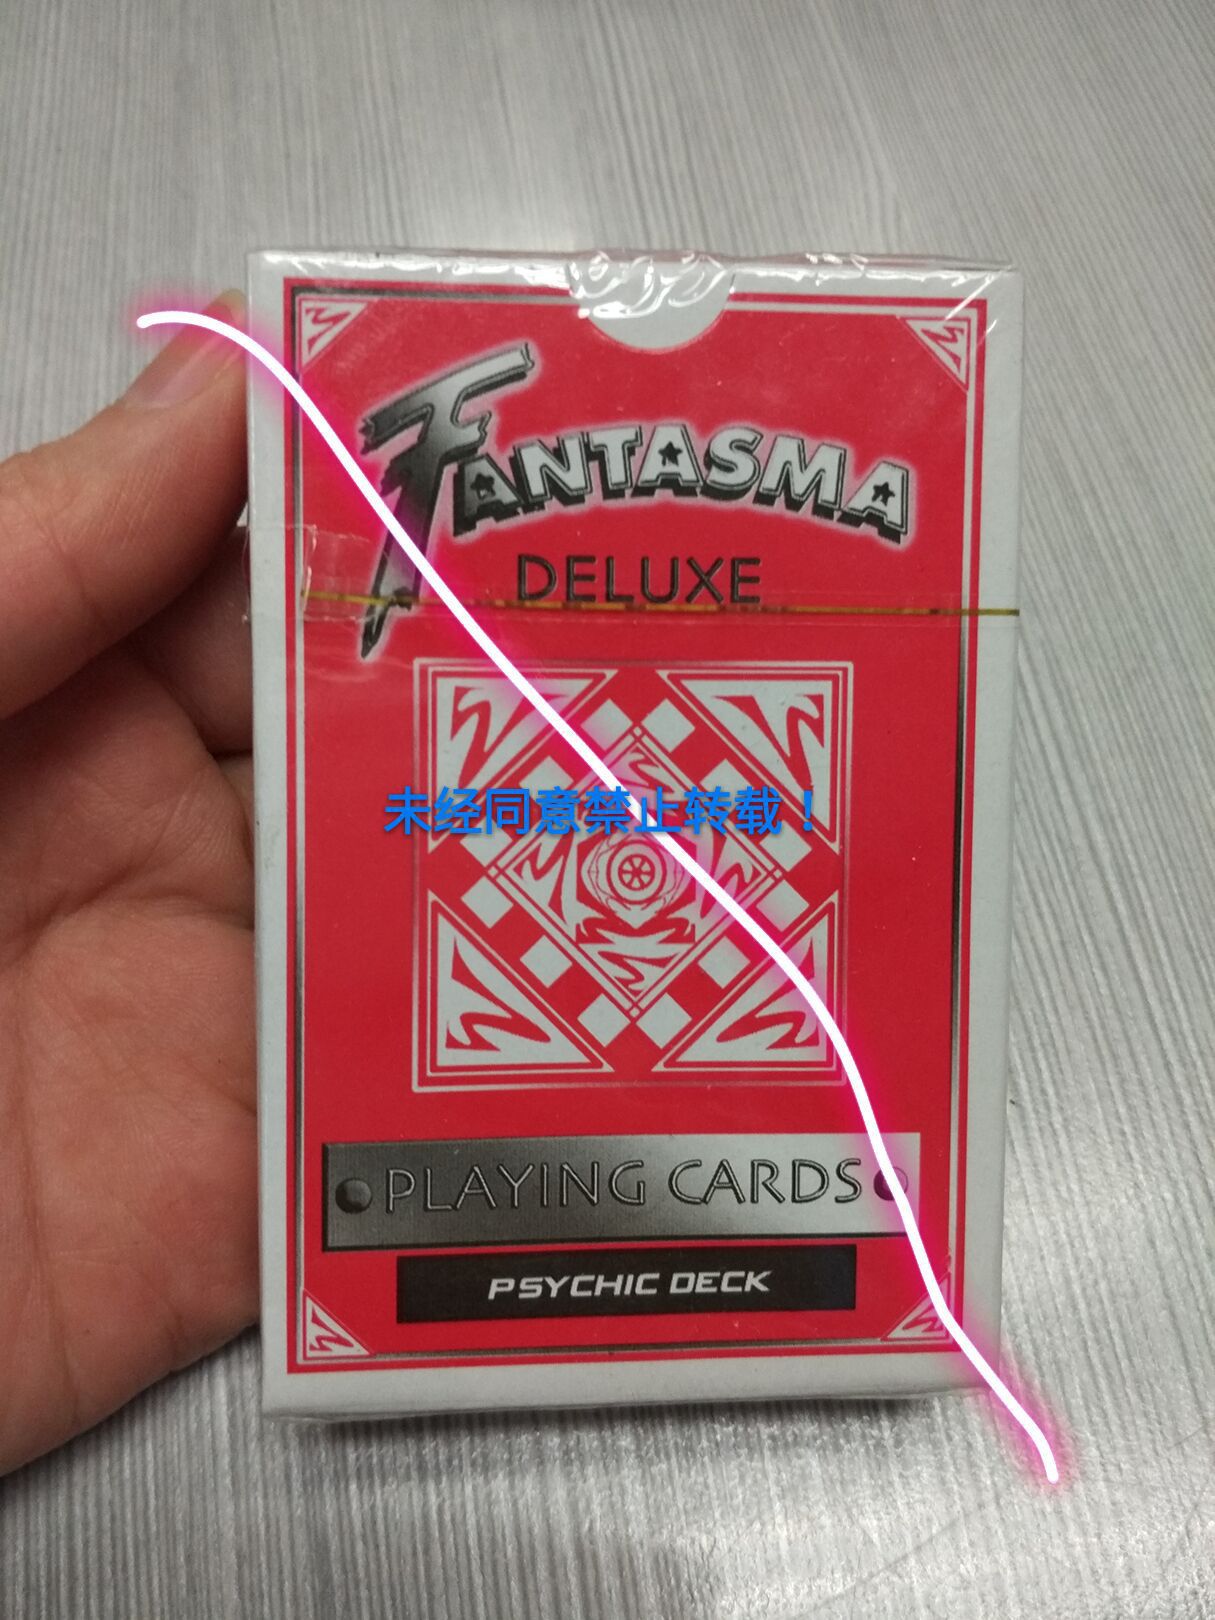 FANTASMA
DELUXE
未经同意禁止转载！
PLAYING CARDS
PSYCHIC DECK